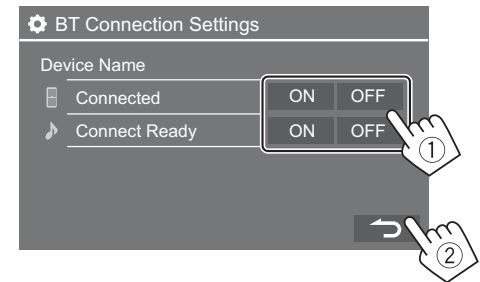 BT Connection Settings
Device Name
Connected ON OFF
Connect Ready ON OFF
1
2